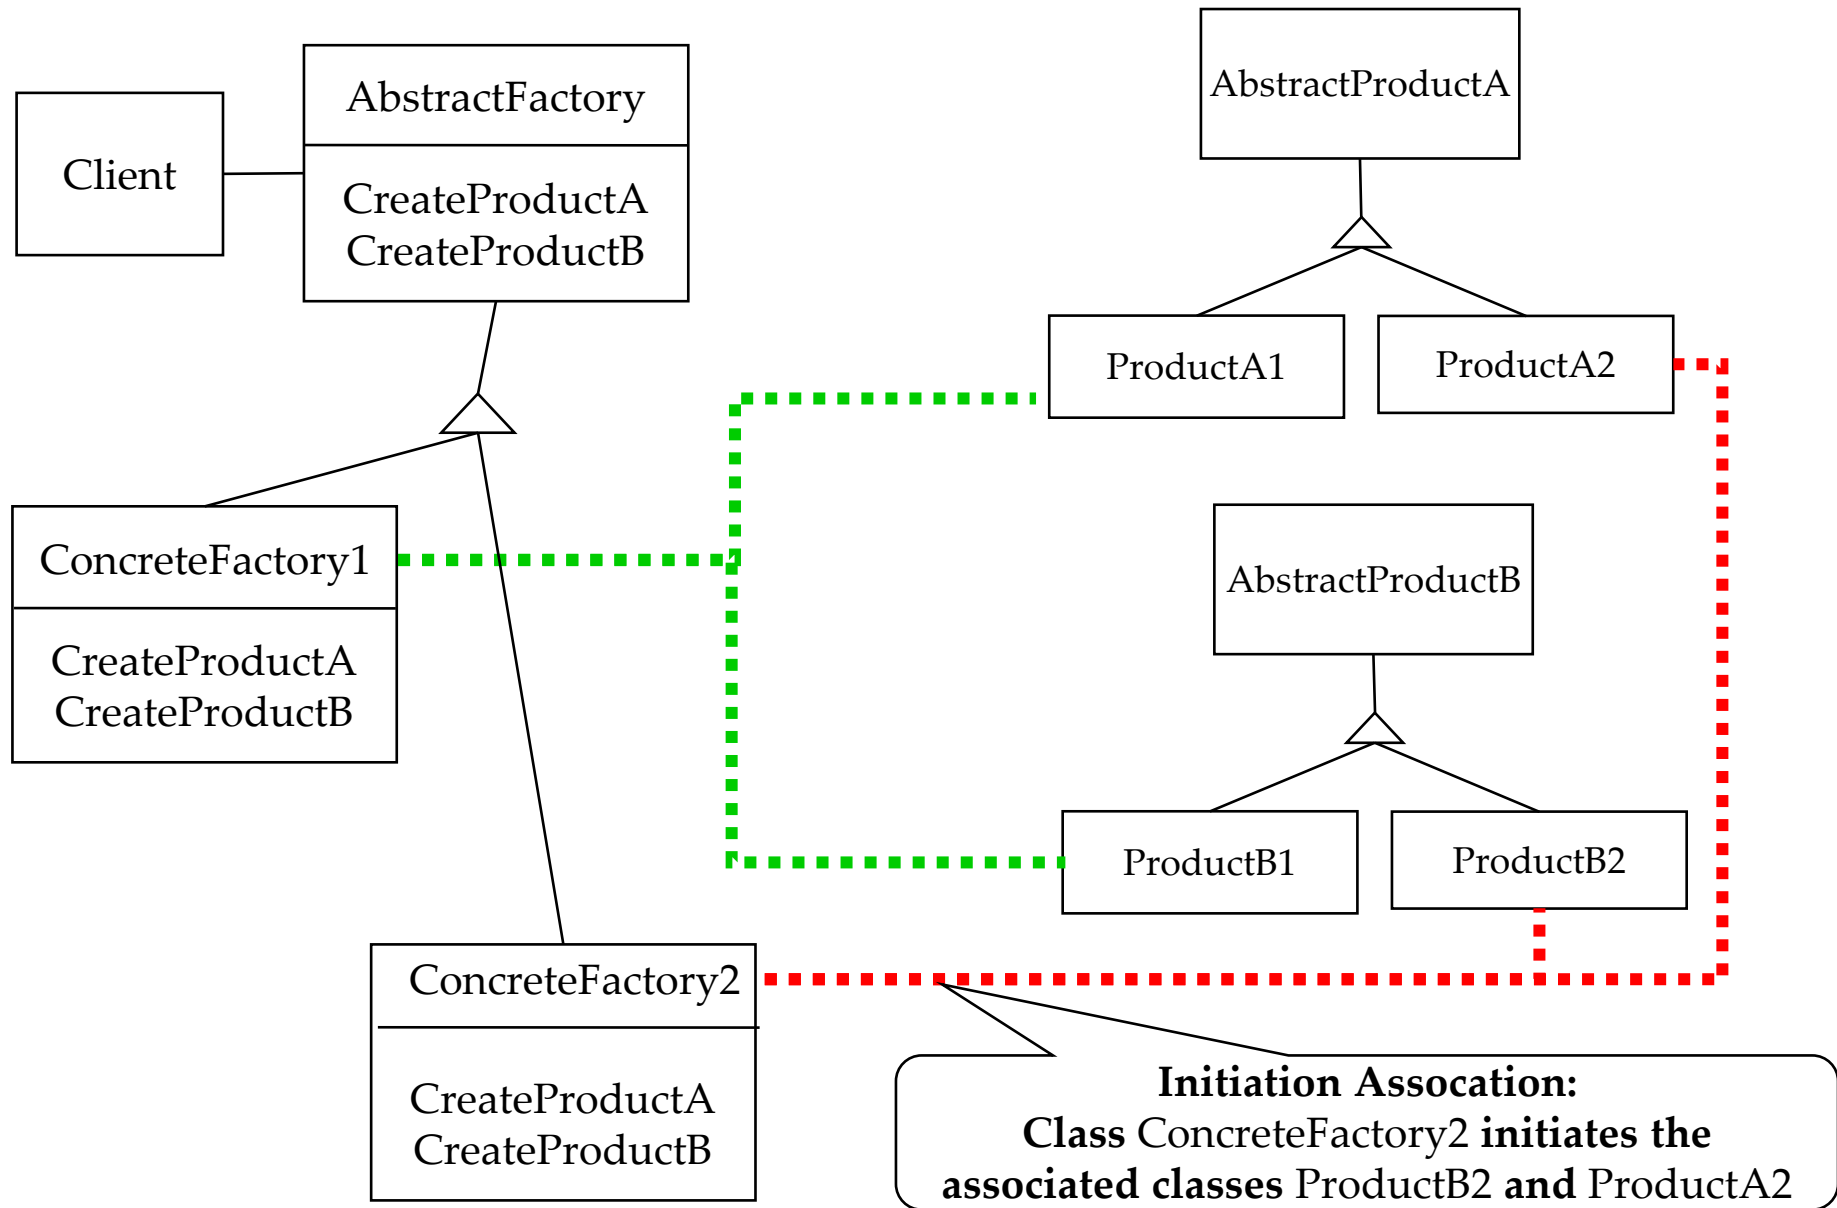 AbstractFactory
Client
CreateProductA
CreateProductB
AbstractProductA
ProductA1
ProductA2
ConcreteFactory1
CreateProductA
CreateProductB
AbstractProductB
ProductB1
ProductB2
ConcreteFactory2
CreateProductA
CreateProductB
Initiation Assocation:
Class ConcreteFactory2 initiates the
associated classes ProductB2 and ProductA2